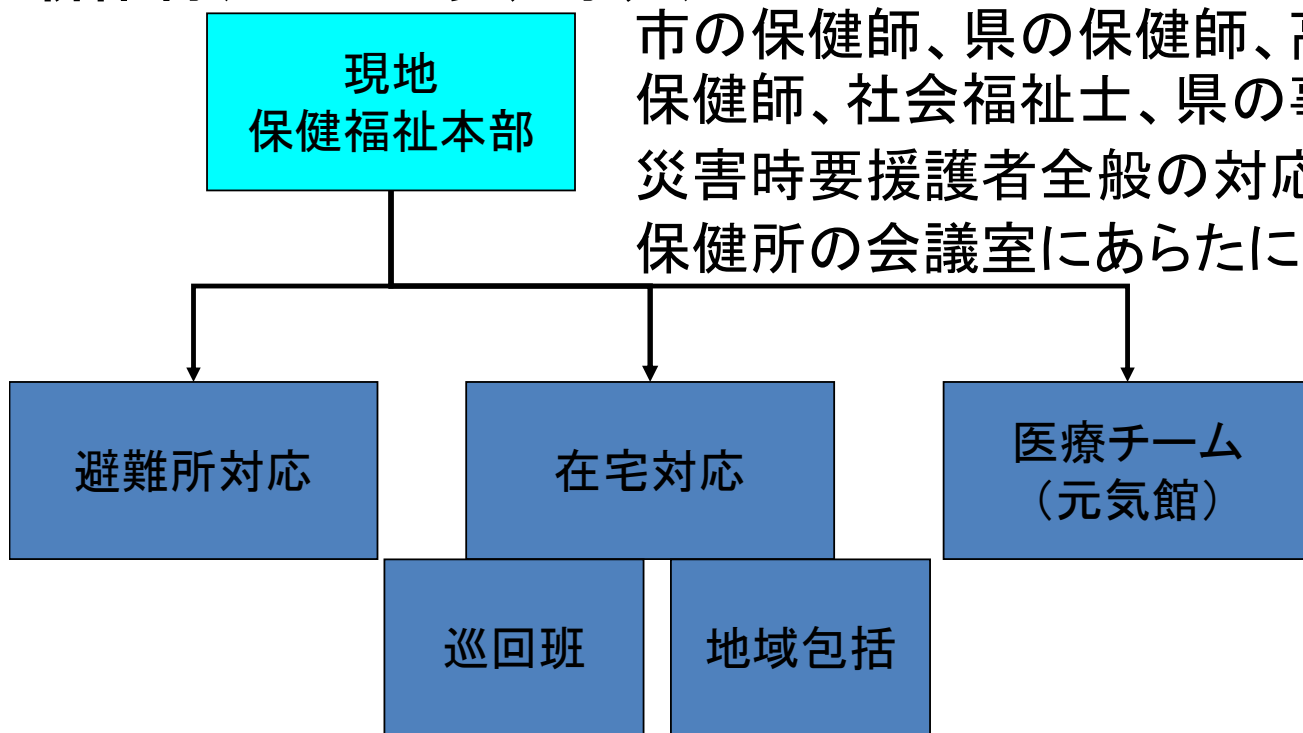 現地
保健福祉本部
市の保健師、県の保健師、
保健師、社会福祉士、県の
災害時要援護者全般の対応
保健所の会議室にあらたに
避難所対応
在宅対応
医療チーム
（元気館）
巡回班
地域包括